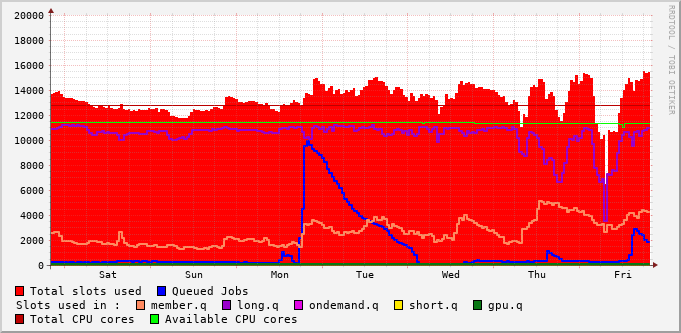 RRDTOOL / TOBI OETIKER
20000
18000
16000
14000
12000
10000
8000
6000
4000
2000
0
Sat Sun Mon Tue Wed Thu Fri
Total slots used Queued Jobs
Slots used in : member.q long.q ondemand.q short.q gpu.q
Total CPU cores Available CPU cores